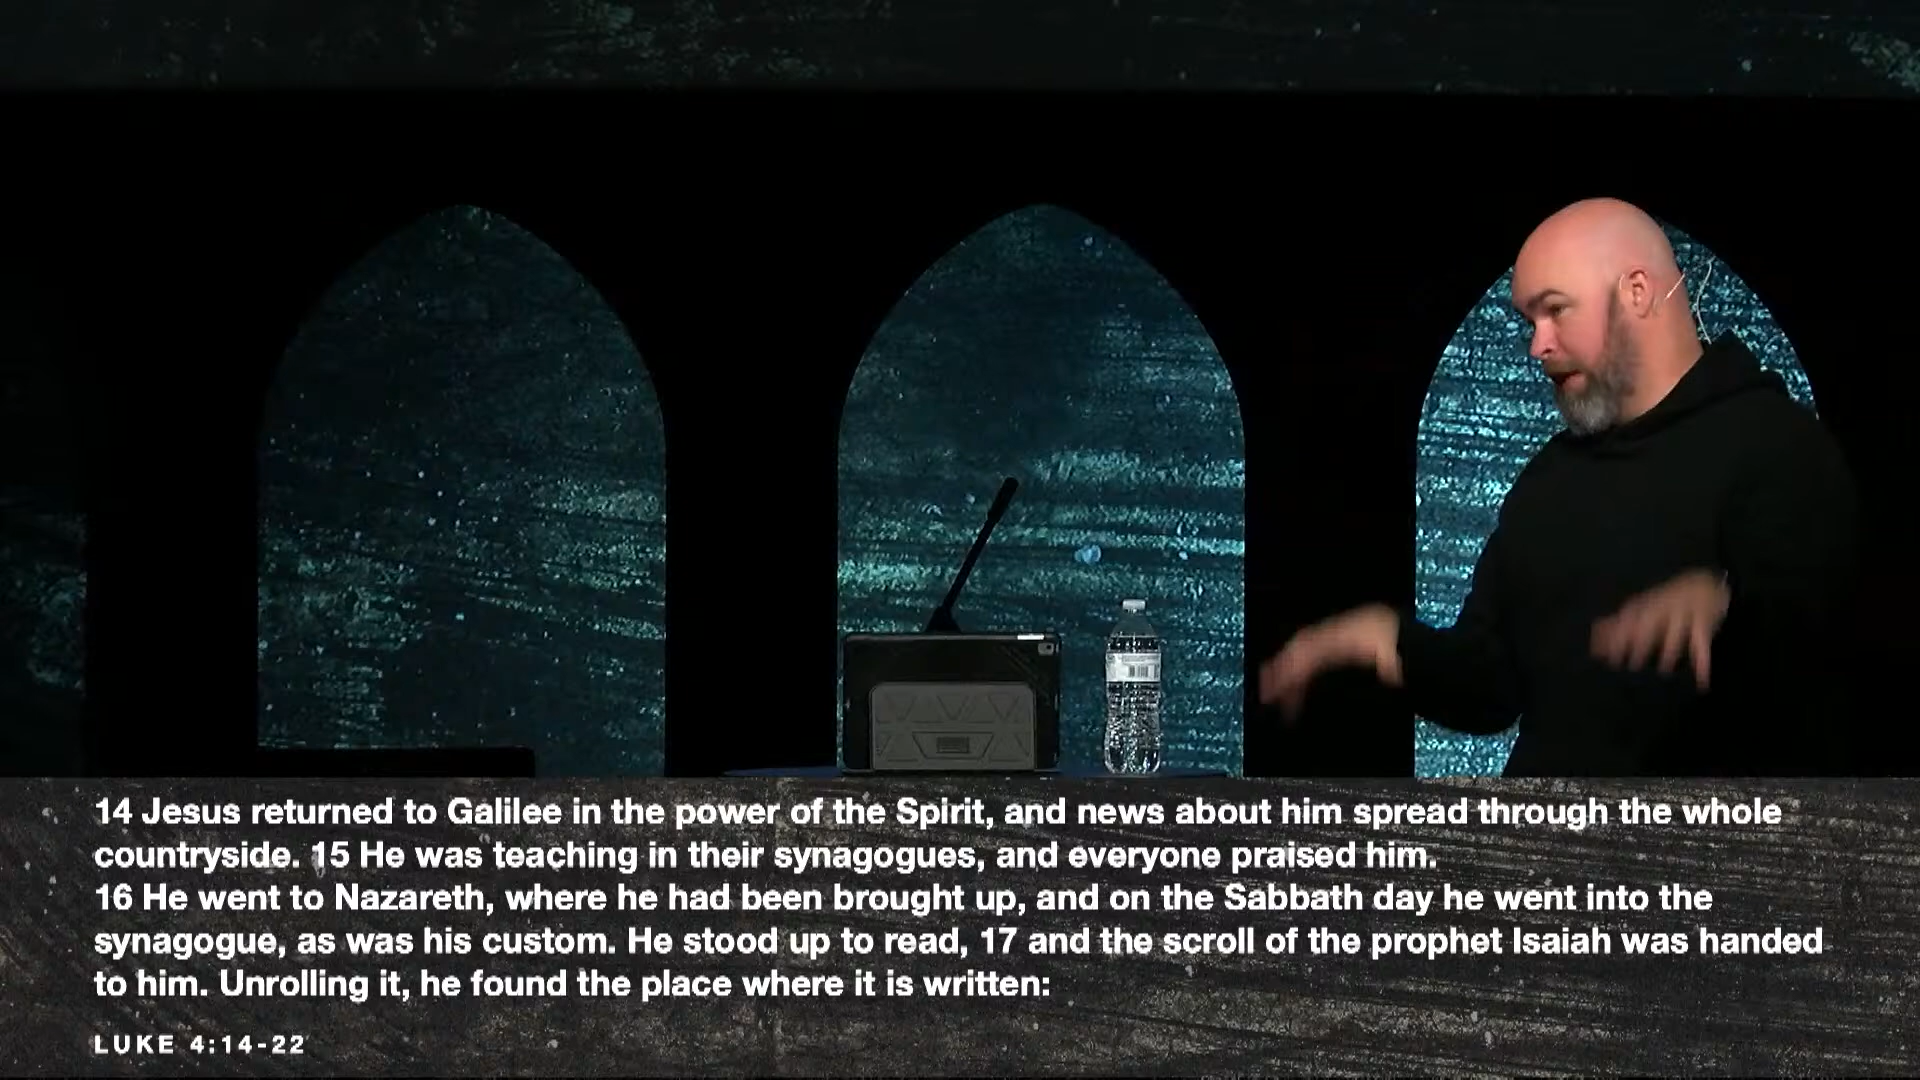 14 Jesus returned to Galilee in the power of the Spirit, and news about him spread through the whole
countryside. 15 He was teaching in their synagogues, and everyone praised him.
16 He went to Nazareth, where he had been brought up, and on the Sabbath day he went into the
synagogue, as was his custom. He stood up to read, 17 and the scroll of the prophet Isaiah was handed
to him. Unrolling it, he found the place where it is written:
LUKE 4:14-22